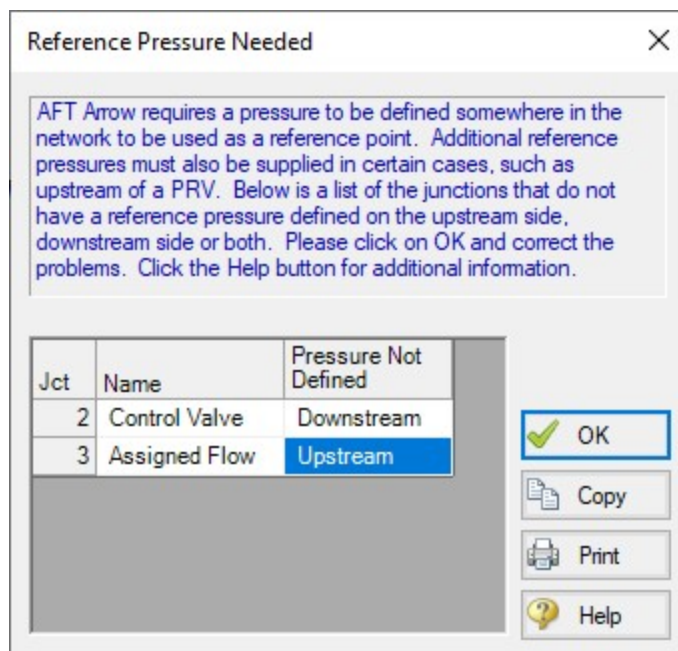 Reference Pressure Needed
AFT Arrow requires a pressure to be defined somewhere in the
network to be used as a reference point. Additional reference
pressures must also be supplied in certain cases, such as
upstream of a PRV. Below is a list of the junctions that do not
have a reference pressure defined on the upstream side,
downstream side or both. Please click on OK and correct the
problems. Click the Help button for additional information.
Jct Name Pressure Not
Defined
2 Control Valve Downstream
3 Assigned Flow Upstream
OK
Copy
Print
Help